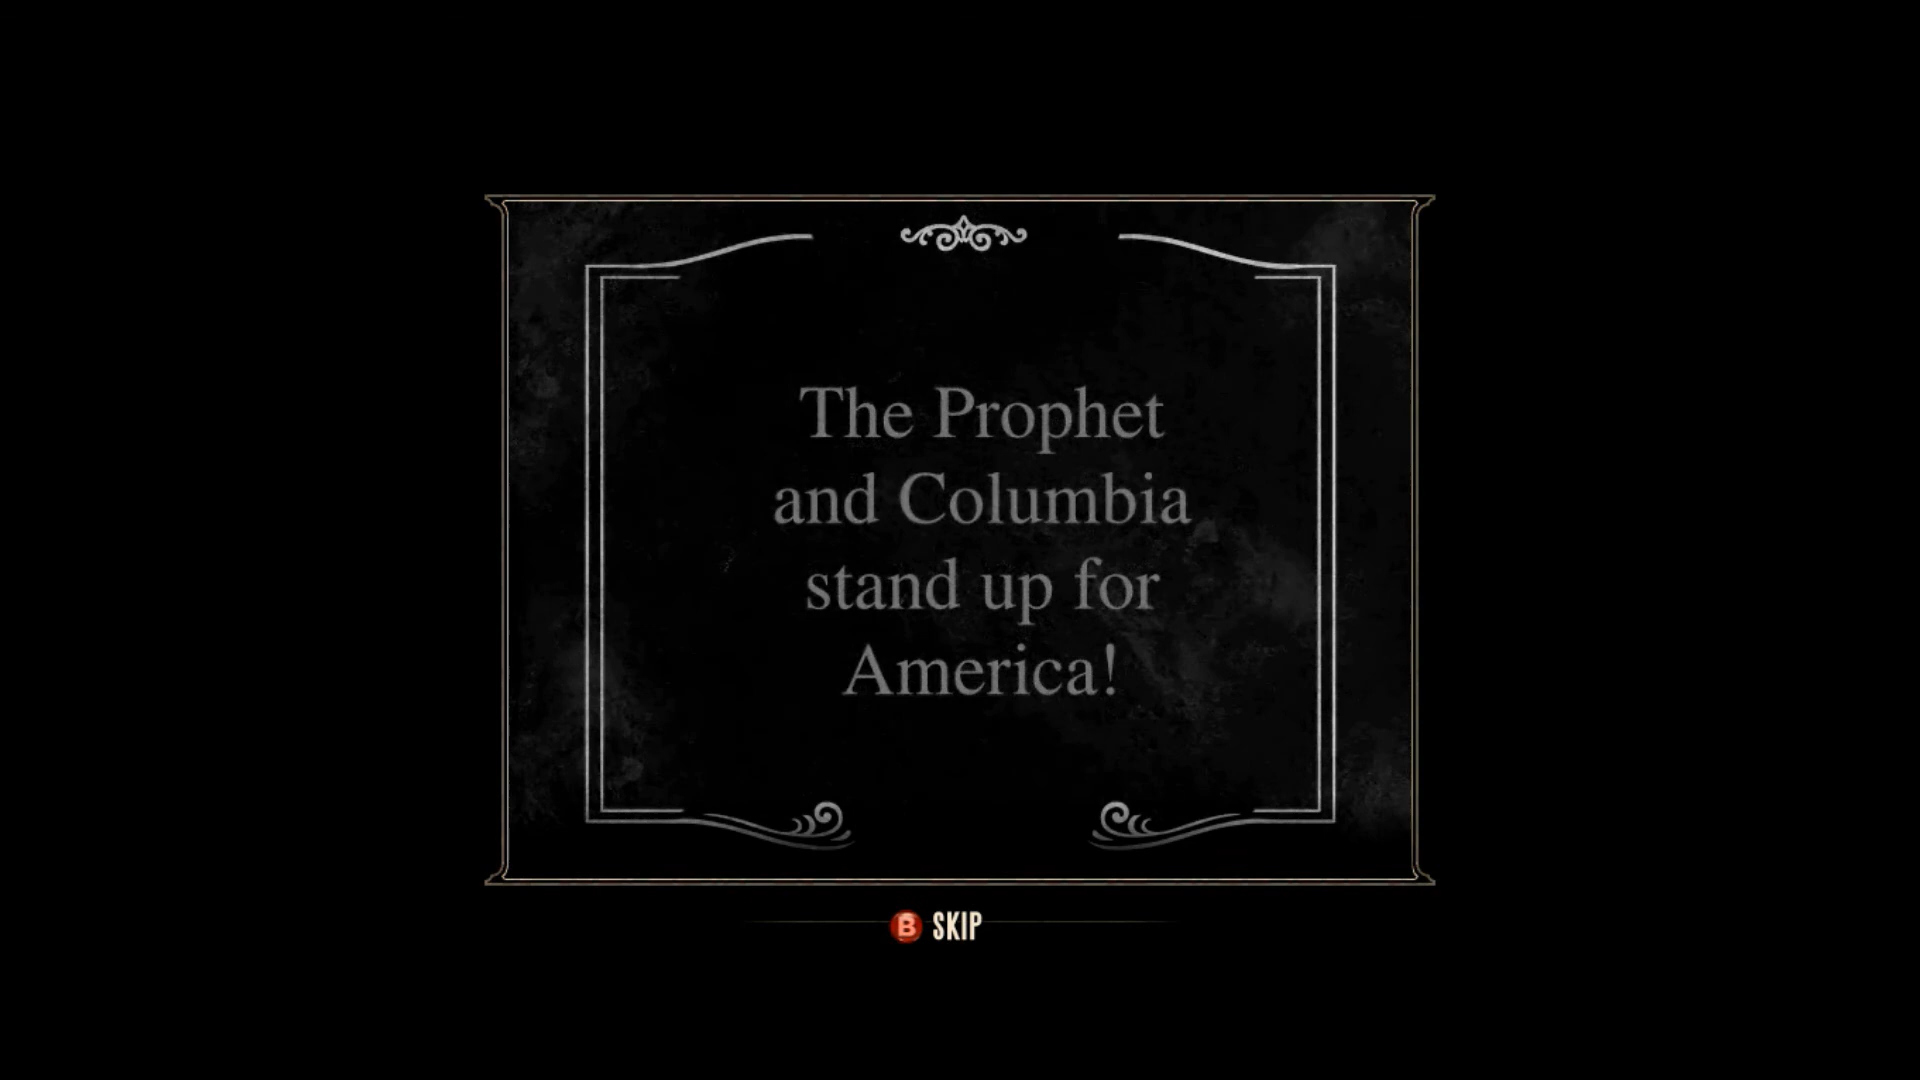 The Prophet
and Columbia
stand up for
America!
B SKIP